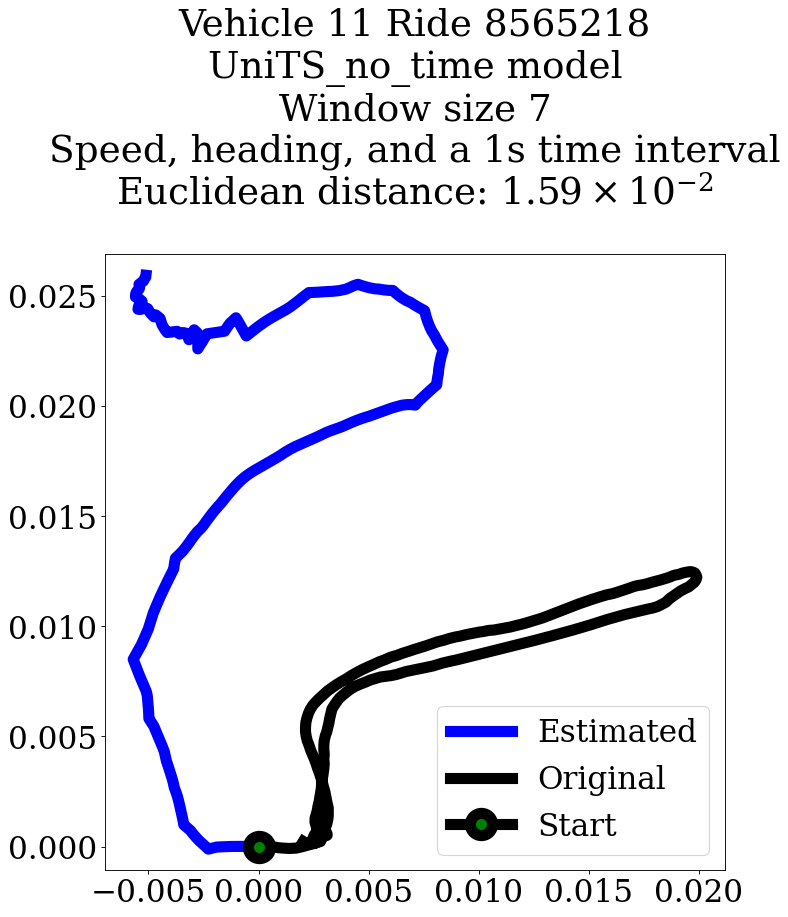 Vehicle 11 Ride 8565218
UniTS_no_time model
Window size 7
Speed, heading, and a 1s time interval
Euclidean distance: 1.59 × 10⁻²
0.025
0.020
0.015
0.010
0.005
0.000
Estimated
Original
Start
−0.005 0.000 0.005 0.010 0.015 0.020